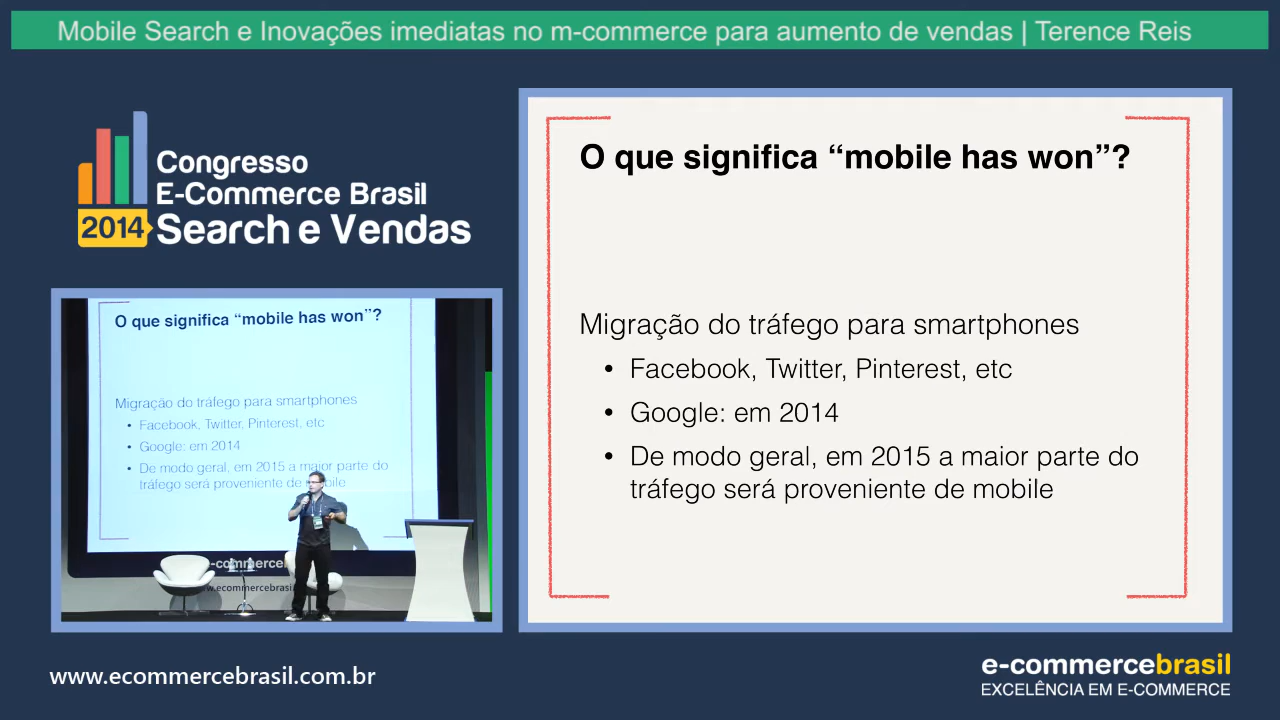 Mobile Search e Inovações imediatas no m-commerce para aumento de vendas | Terence Reis
Congresso
E-Commerce Brasil
2014 Search e Vendas
O que significa “mobile has won”?
Migração do tráfego para smartphones
• Facebook, Twitter, Pinterest, etc
• Google: em 2014
• De modo geral, em 2015 a maior parte do
tráfego será proveniente de mobile
O que significa “mobile has won”?
Migração do tráfego para smartphones
• Facebook, Twitter, Pinterest, etc
• Google: em 2014
• De modo geral, em 2015 a maior parte do
tráfego será proveniente de
www.ecommercebrasil.com.br
e-commercebrasil
EXCELÊNCIA EM E-COMMERCE